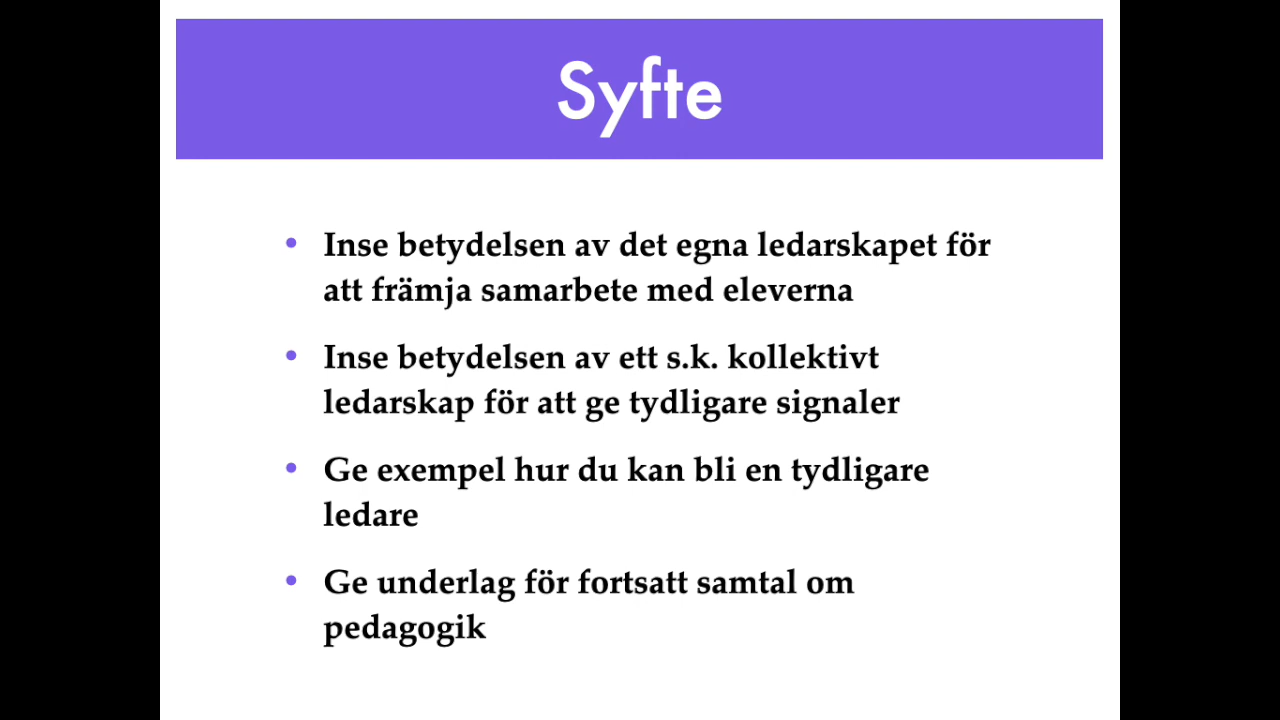 Syfte
• Inse betydelsen av det egna ledarskapet för
att främja samarbete med eleverna
• Inse betydelsen av ett s.k. kollektivt
ledarskap för att ge tydligare signaler
• Ge exempel hur du kan bli en tydligare
ledare
• Ge underlag för fortsatt samtal om
pedagogik